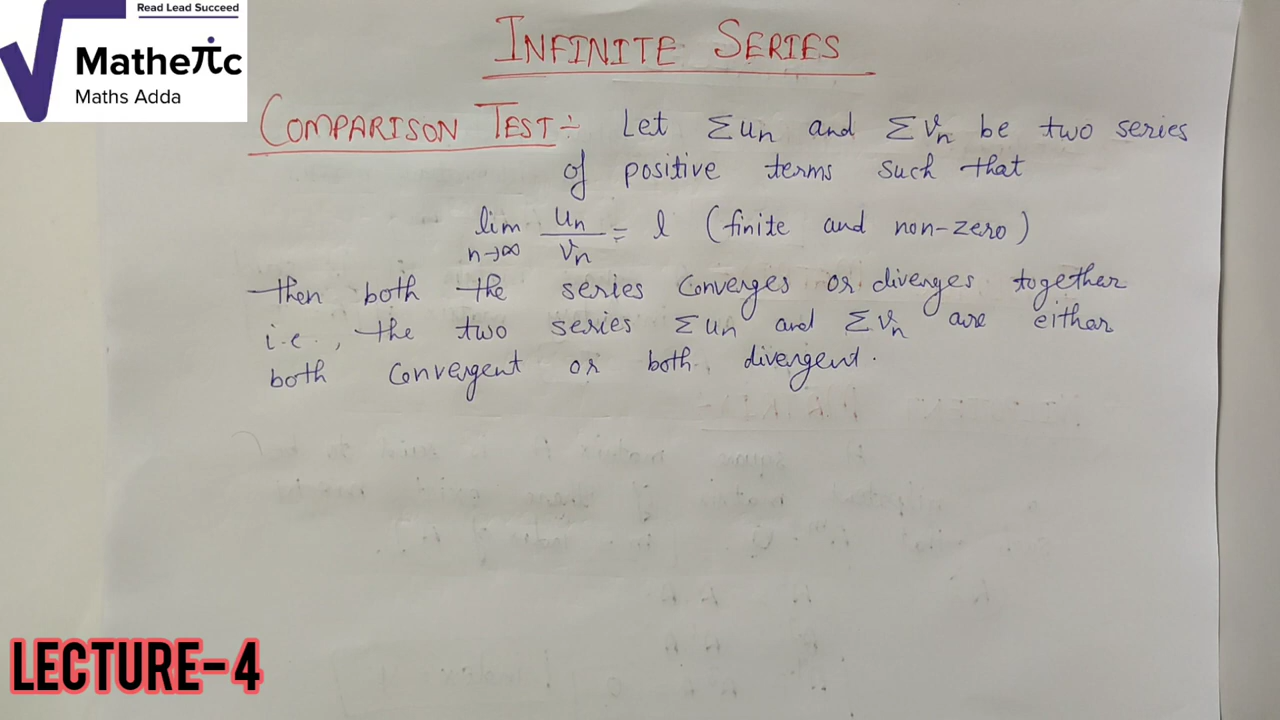 Read Lead Succeed
Ratheπc
Maths Adda
INFINITE SERIES
COMPARISON TEST:- Let Σun and Σvn be two series
of positive terms such that
lim n→∞ un/vn = l (finite and non-zero)
then both the series converges or diverges together
i.e., the two series Σun and Σvn are either
both convergent or both divergent.
LECTURE-4